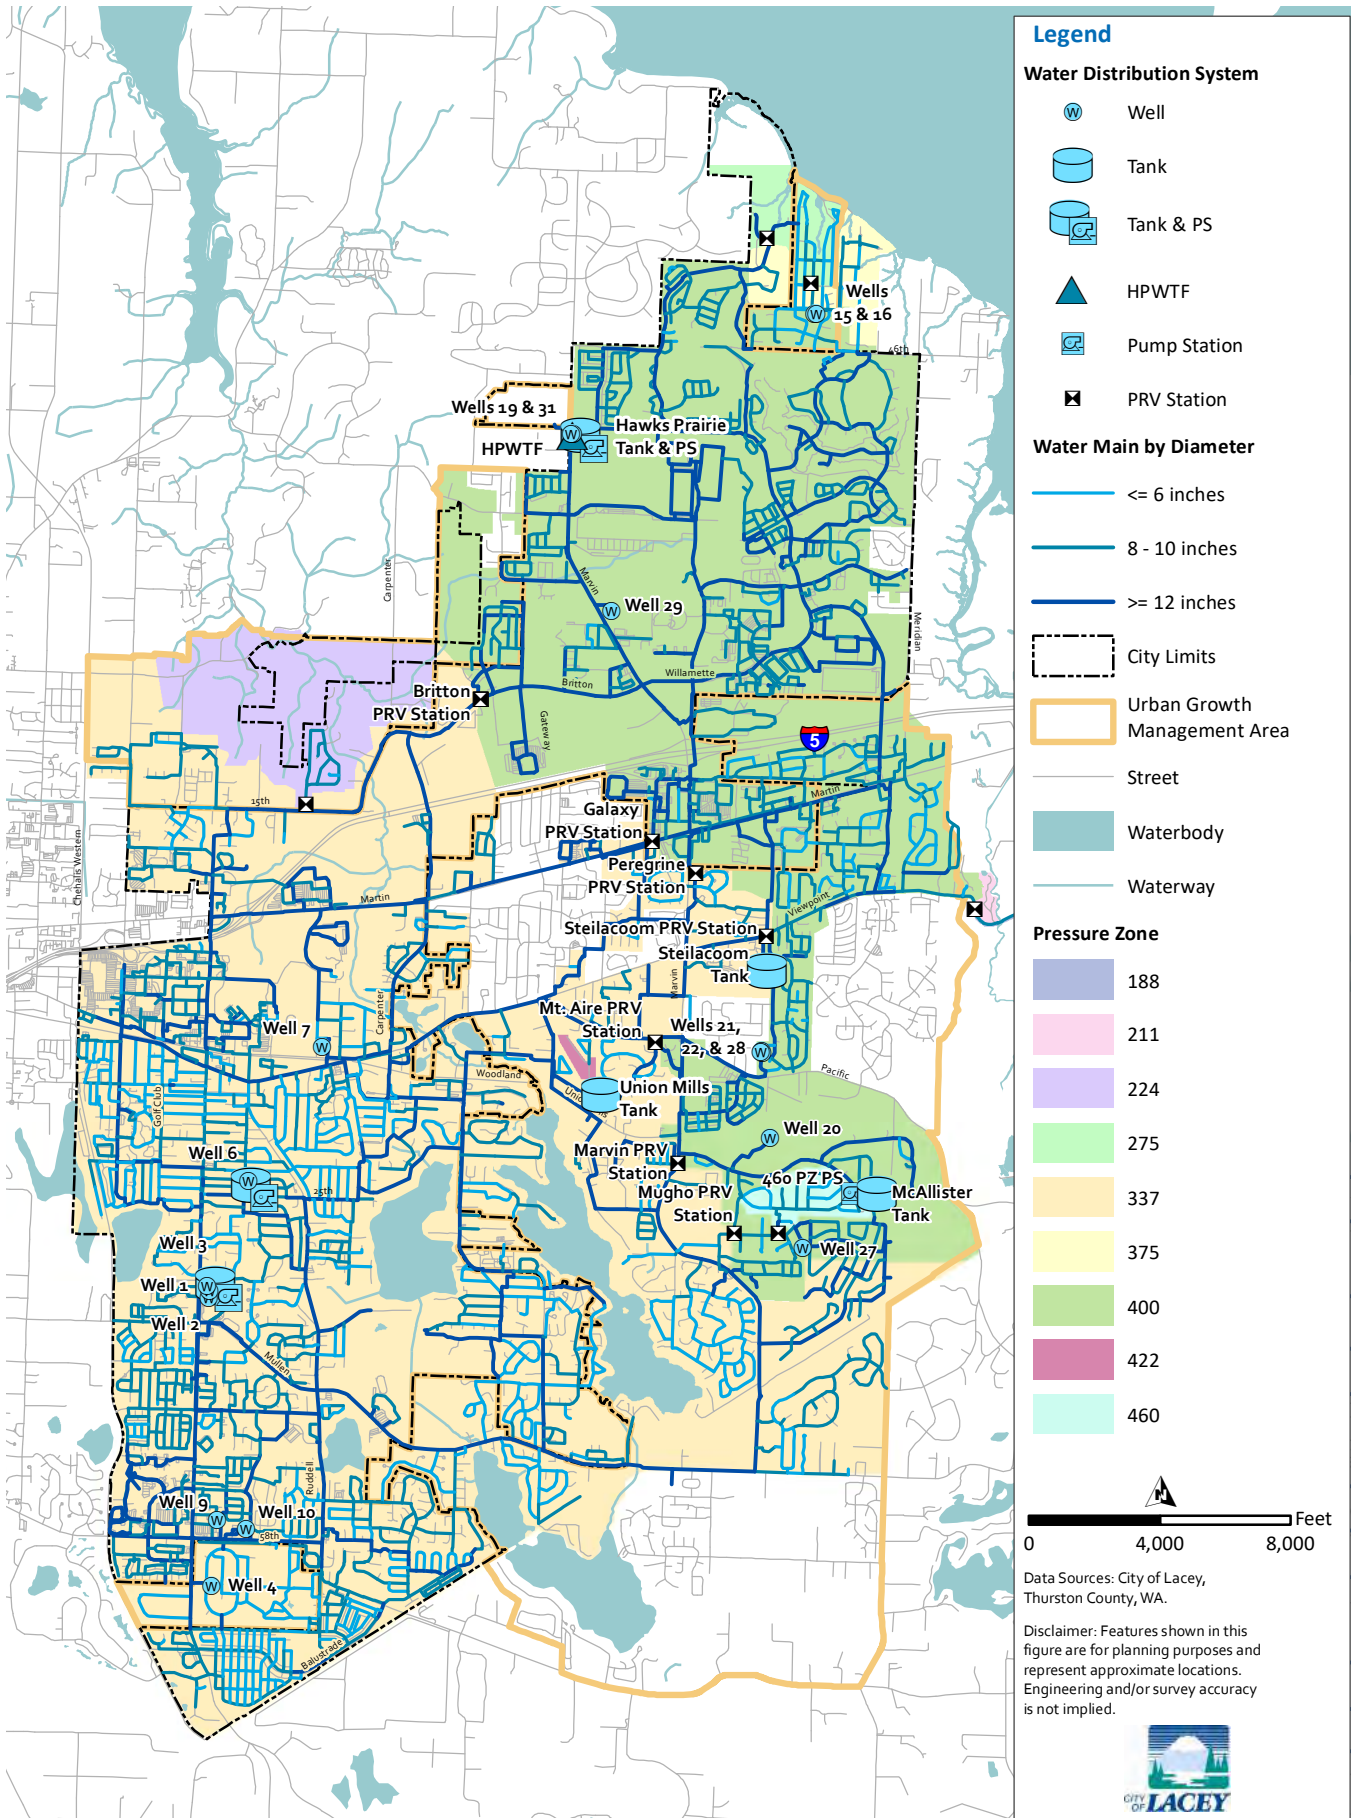 Wells
15 & 16
46th
Wells 19 & 31
Hawks Prairie
Tank & PS
HPWTF
Carpenter
Marvin
Well 29
Meridian
Willamette
Britton
Britton
PRV Station
Gateway
5
15th
Martin
Galaxy
PRV Station
Peregrine
PRV Station
Chehalis Western
Martin
Viewpoint
Steilacoom PRV Station
Steilacoom
Tank
Marvin
Carpenter
Mt. Aire PRV
Station
Wells 21,
22, & 28
Well 7
Pacific
Woodland
Union Mills
Tank
Golf Club
Well 20
Marvin PRV
Station
Well 6
25th
460 PZ PS
Mugho PRV
Station
McAllister
Tank
Well 3
Well 27
Well 1
Well 2
Mullen
Ruddell
Well 9
Well 10
58th
Well 4
Balustrade
Legend
Water Distribution System
W Well
Tank
Tank & PS
HPWTF
Pump Station
PRV Station
Water Main by Diameter
<= 6 inches
8 - 10 inches
>= 12 inches
City Limits
Urban Growth
Management Area
Street
Waterbody
Waterway
Pressure Zone
188
211
224
275
337
375
400
422
460
N
Feet
0 4,000 8,000
Data Sources: City of Lacey,
Thurston County, WA.
Disclaimer: Features shown in this
figure are for planning purposes and
represent approximate locations.
Engineering and/or survey accuracy
is not implied.
CITY
OF LACEY